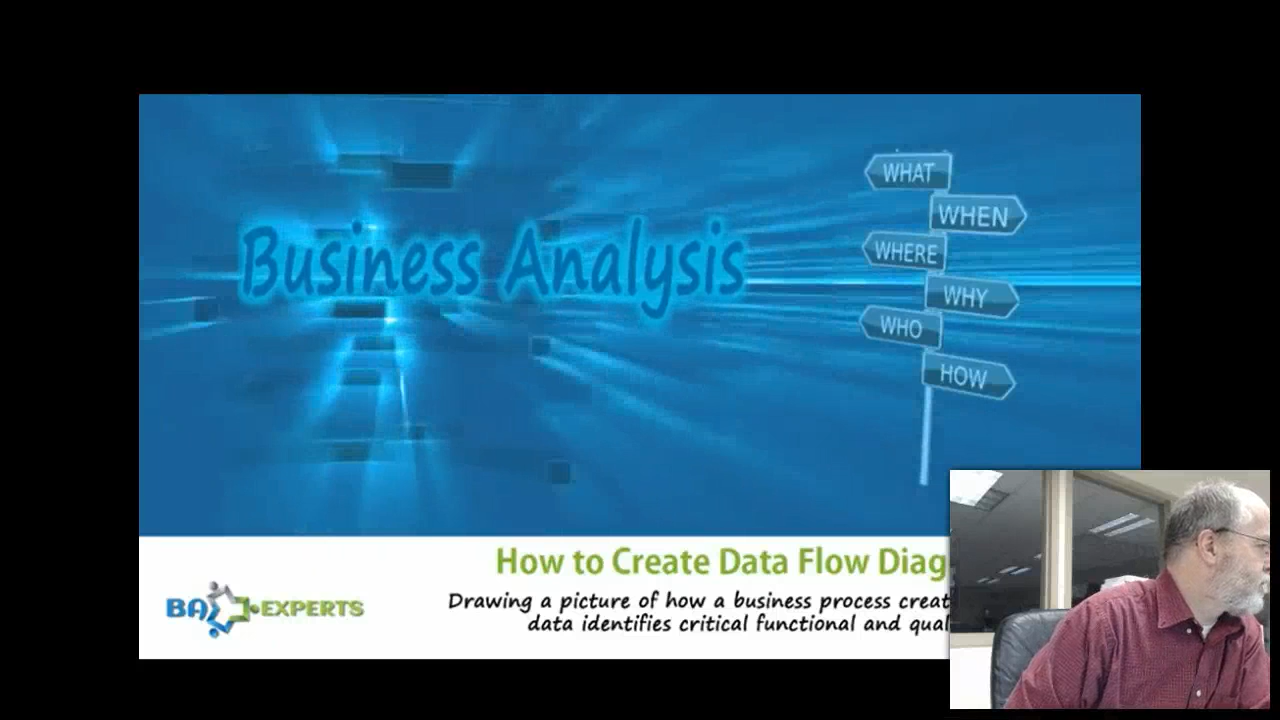 Business Analysis
WHAT
WHEN
WHERE
WHY
WHO
HOW
How to Create Data Flow Diag
BA EXPERTS
Drawing a picture of how a business process creat
data identifies critical functional and qual